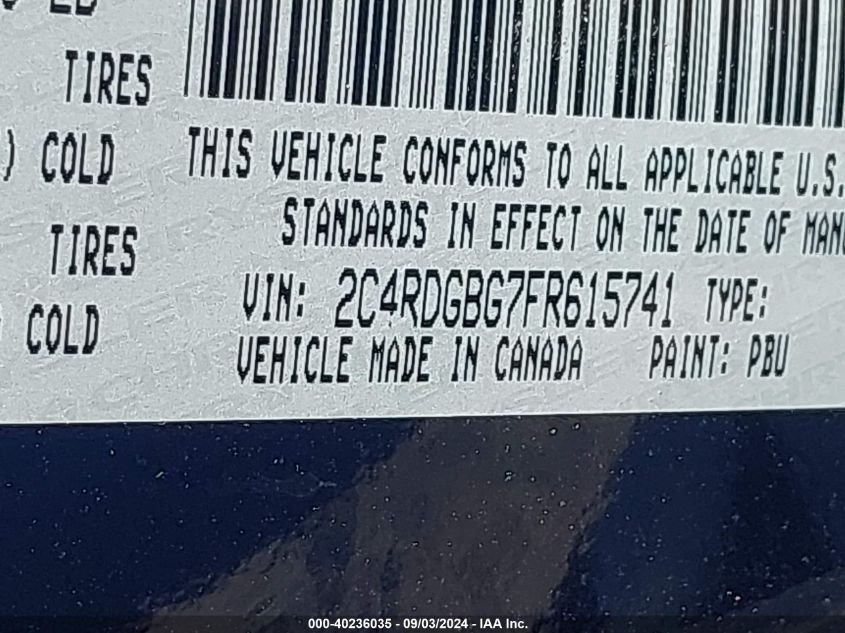 TIRES
) COLD
TIRES
COLD
THIS VEHICLE CONFORMS TO ALL APPLICABLE U.S.
STANDARDS IN EFFECT ON THE DATE OF MAN
VIN: 2C4RDGBG7FR615741 TYPE:
VEHICLE MADE IN CANADA PAINT: PBU
000-40236035 - 09/03/2024 - IAA Inc.